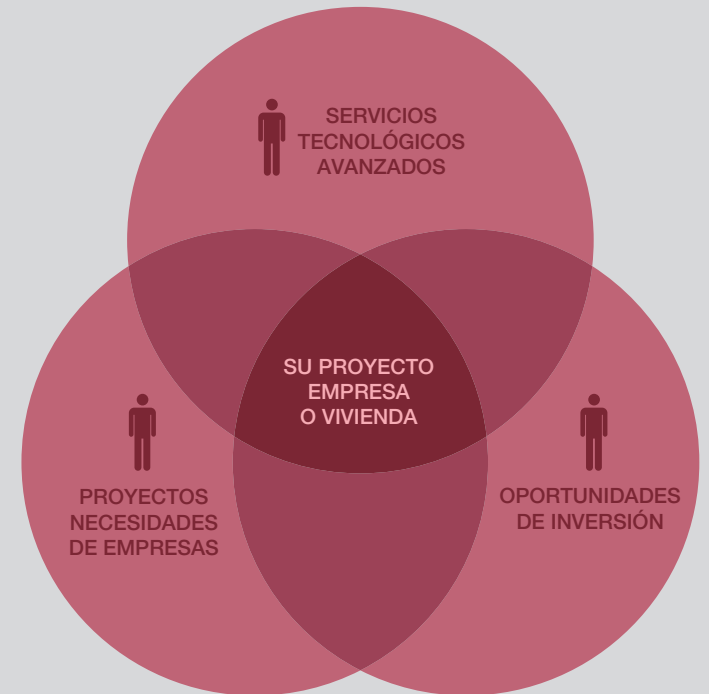 SERVICIOS
TECNOLÓGICOS
AVANZADOS
SU PROYECTO
EMPRESA
O VIVIENDA
PROYECTOS
NECESIDADES
DE EMPRESAS
OPORTUNIDADES
DE INVERSIÓN